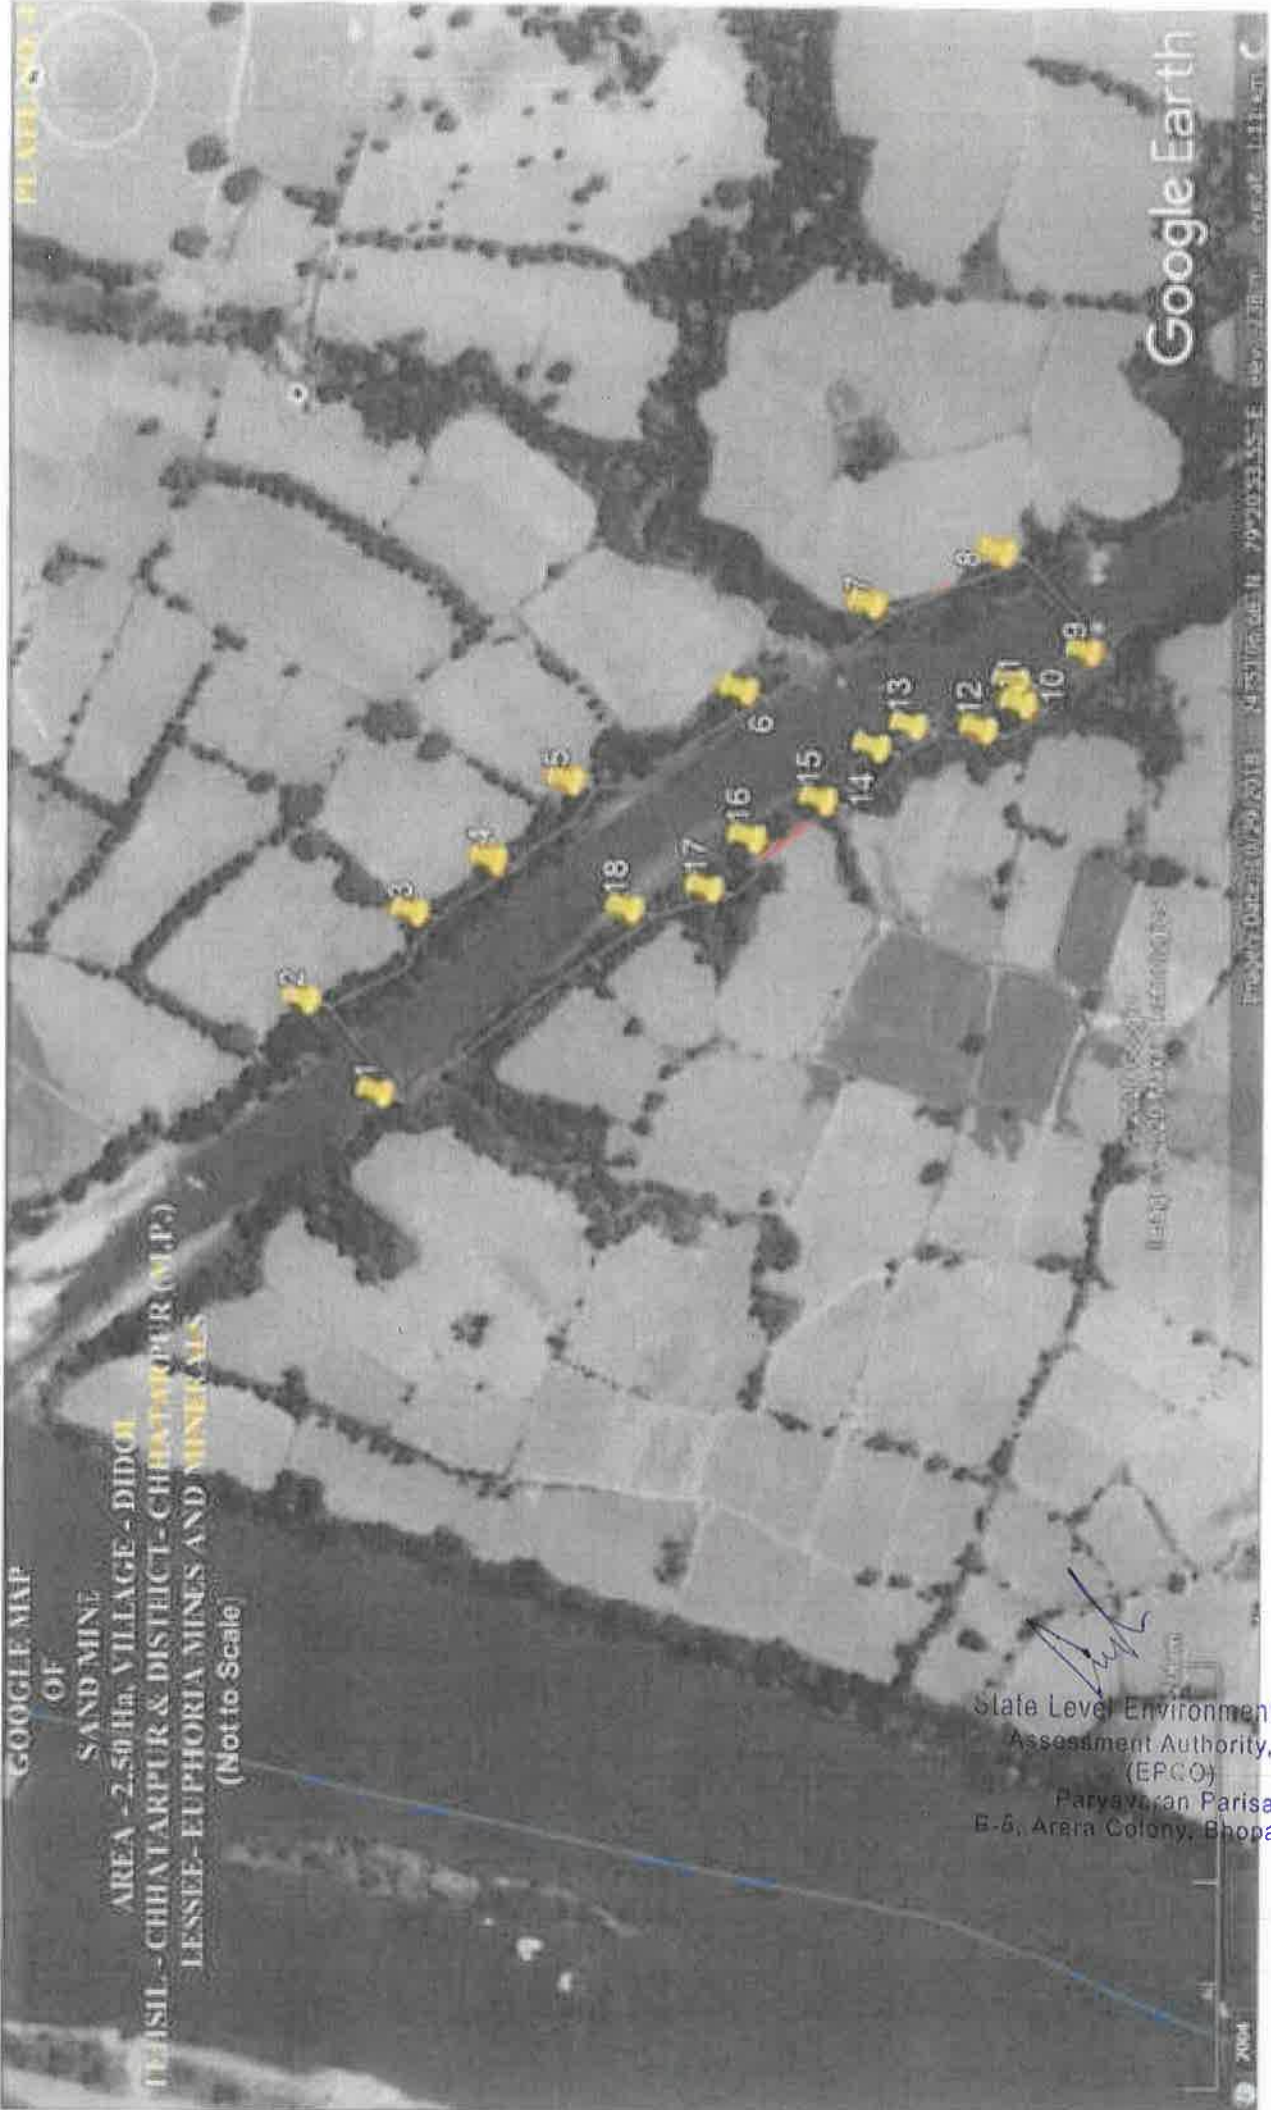 GOOGLE MAP
OF
SAND MINE
AREA - 2.50 Ha, VILLAGE - DIDOL
TEHSIL - CHHATARPUR & DISTRICT - CHHATARPUR (M.P.)
LESSEE - EUPHORIA MINES AND MINERALS
(Not to Scale)
1
2
3
4
5
6
7
8
9
10
11
12
13
14
15
16
17
18
Google Earth
2004
State Level Environmen
Assessment Authority,
(EPCO)
Paryavaran Parisa
Arera Colony, Bhopa